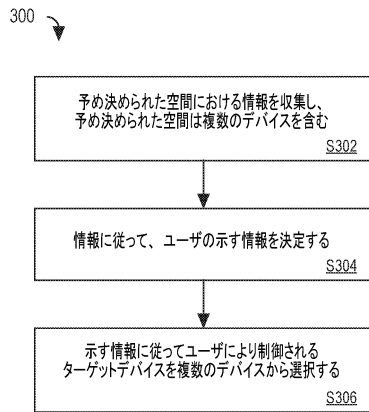 300
予め決められた空間における情報を収集し、
予め決められた空間は複数のデバイスを含む
S302
情報に従って、ユーザの示す情報を決定する
S304
示す情報に従ってユーザにより制御される
ターゲットデバイスを複数のデバイスから選択する
S306